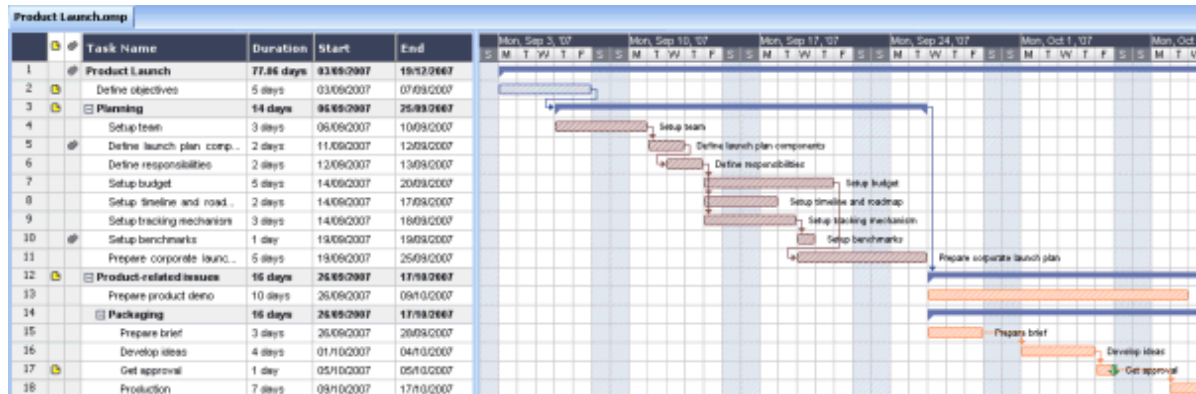 Product Launch.omp
Task Name Duration Start End Mon, Sep 3, '07 Mon, Sep 10, '07 Mon, Sep 17, '07 Mon, Sep 24, '07 Mon, Oct 1, '07 Mon, Oct
S M T W T F S S M T W T F S S M T W T F S S M T W T F S S M T W T F S S M T W
1 Product Launch 77.86 days 03/09/2007 19/12/2007
2 Define objectives 5 days 03/09/2007 07/09/2007
3 Planning 14 days 06/09/2007 25/09/2007
4 Setup team 3 days 06/09/2007 10/09/2007 Setup team
5 Define launch plan comp... 2 days 11/09/2007 12/09/2007 Define launch plan components
6 Define responsibilities 2 days 12/09/2007 13/09/2007 Define responsibilities
7 Setup budget 5 days 14/09/2007 20/09/2007 Setup budget
8 Setup timeline and road... 2 days 14/09/2007 17/09/2007 Setup timeline and roadmap
9 Setup tracking mechanism 3 days 14/09/2007 18/09/2007 Setup tracking mechanism
10 Setup benchmarks 1 day 19/09/2007 19/09/2007 Setup benchmarks
11 Prepare corporate launc... 5 days 19/09/2007 25/09/2007 Prepare corporate launch plan
12 Product-related issues 16 days 26/09/2007 17/10/2007
13 Prepare product demo 10 days 26/09/2007 09/10/2007
14 Packaging 16 days 26/09/2007 17/10/2007
15 Prepare brief 3 days 26/09/2007 28/09/2007 Prepare brief
16 Develop ideas 4 days 01/10/2007 04/10/2007 Develop ideas
17 Get approval 1 day 05/10/2007 05/10/2007 Get approval
18 Production 7 days 09/10/2007 17/10/2007